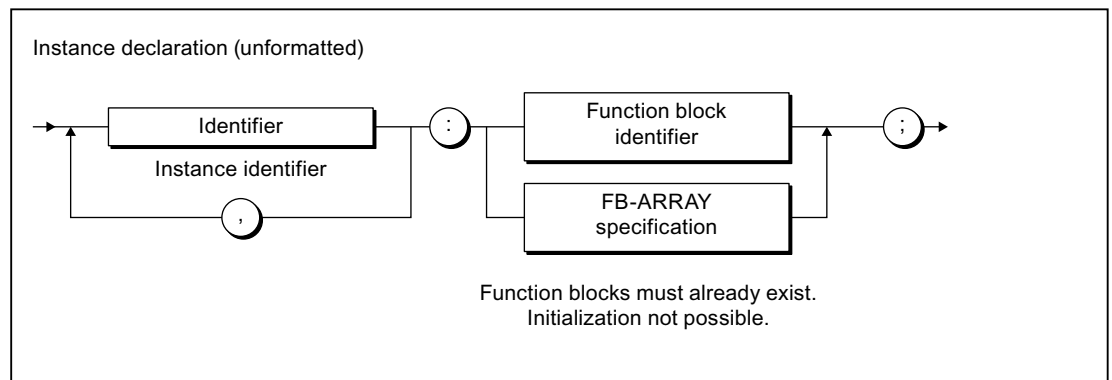 Instance declaration (unformatted)
Identifier
:
Function block
identifier
;
Instance identifier
,
FB-ARRAY
specification
Function blocks must already exist.
Initialization not possible.